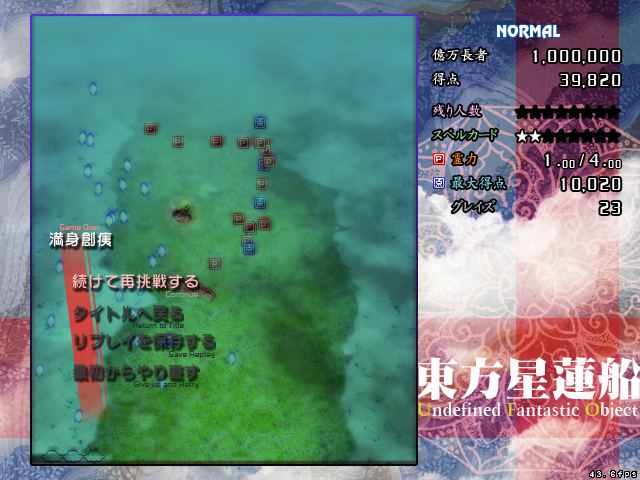 NORMAL
億万長者 1,000,000
得点 39,820
残り人数
スペルカード
P 霊力 1.00/4.00
点 最大得点 10,020
グレイズ 23
Game Over
満身創痍
続けて再挑戦する
Continue
タイトルへ戻る
Return to Title
リプレイを保存する
Save Replay
最初からやり直す
Give up and Retry
東方星蓮船
Undefined Fantastic Object
43.6fps